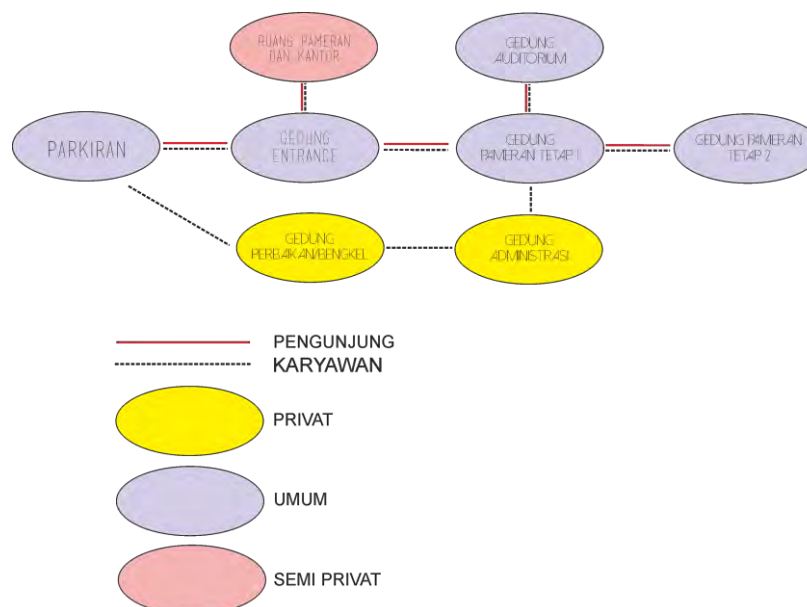 RUANG PAMERAN
DAN KANTOR
GEDUNG
AUDITORIUM
PARKIRAN
GEDUNG
ENTRANCE
GEDUNG
PAMERAN TETAP 1
GEDUNG PAMERAN
TETAP 2
GEDUNG
PERBAKAN/BENGKEL
GEDUNG
ADMINISTRASI
PENGUNJUNG
KARYAWAN
PRIVAT
UMUM
SEMI PRIVAT